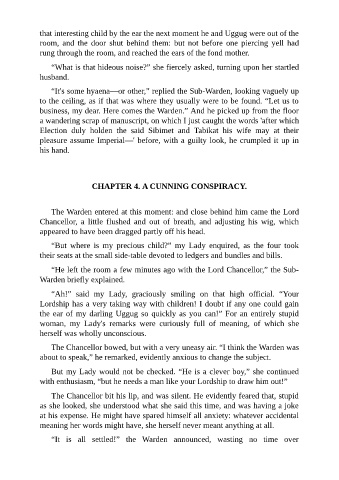 that interesting child by the ear the next moment he and Uggug were out of the
room, and the door shut behind them: but not before one piercing yell had
rung through the room, and reached the ears of the fond mother.
“What is that hideous noise?” she fiercely asked, turning upon her startled
husband.
“It's some hyaena—or other,” replied the Sub-Warden, looking vaguely up
to the ceiling, as if that was where they usually were to be found. “Let us to
business, my dear. Here comes the Warden.” And he picked up from the floor
a wandering scrap of manuscript, on which I just caught the words 'after which
Election duly holden the said Sibimet and Tabikat his wife may at their
pleasure assume Imperial—' before, with a guilty look, he crumpled it up in
his hand.
CHAPTER 4. A CUNNING CONSPIRACY.
The Warden entered at this moment: and close behind him came the Lord
Chancellor, a little flushed and out of breath, and adjusting his wig, which
appeared to have been dragged partly off his head.
“But where is my precious child?” my Lady enquired, as the four took
their seats at the small side-table devoted to ledgers and bundles and bills.
“He left the room a few minutes ago with the Lord Chancellor,” the Sub-
Warden briefly explained.
“Ah!” said my Lady, graciously smiling on that high official. “Your
Lordship has a very taking way with children! I doubt if any one could gain
the ear of my darling Uggug so quickly as you can!” For an entirely stupid
woman, my Lady's remarks were curiously full of meaning, of which she
herself was wholly unconscious.
The Chancellor bowed, but with a very uneasy air. “I think the Warden was
about to speak,” he remarked, evidently anxious to change the subject.
But my Lady would not be checked. “He is a clever boy,” she continued
with enthusiasm, “but he needs a man like your Lordship to draw him out!”
The Chancellor bit his lip, and was silent. He evidently feared that, stupid
as she looked, she understood what she said this time, and was having a joke
at his expense. He might have spared himself all anxiety: whatever accidental
meaning her words might have, she herself never meant anything at all.
“It is all settled!” the Warden announced, wasting no time over